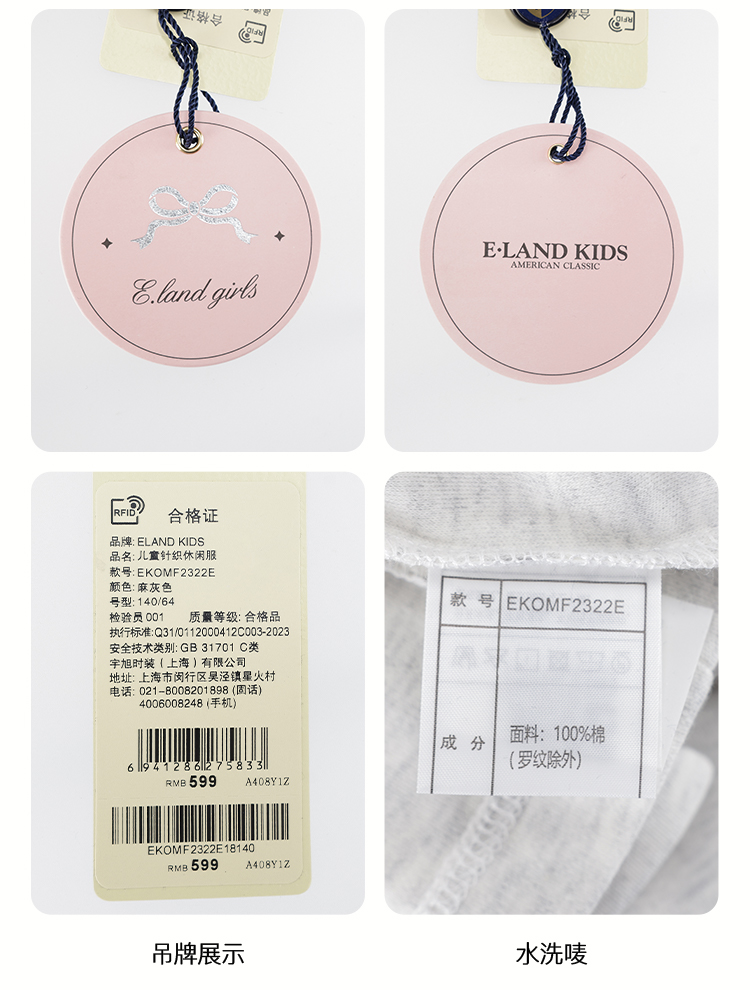 合格证
RFID
E.land girls
合格证
RFID
E·LAND KIDS
AMERICAN CLASSIC
RFID
合格证
品牌: ELAND KIDS
品名: 儿童针织休闲服
款号: EKOMF2322E
颜色: 麻灰色
号型: 140/64
检验员 001 质量等级: 合格品
执行标准: Q31/0112000412C003-2023
安全技术类别: GB 31701 C类
宇旭时装(上海)有限公司
地址: 上海市闵行区吴泾镇星火村
电话: 021-8008201898 (固话)
4006008248 (手机)
6 941286 275833
RMB 599 A408Y1Z
EKOMF2322E18140
RMB 599 A408Y1Z
款号 EKOMF2322E
成分 面料: 100%棉
(罗纹除外)
吊牌展示
水洗唛